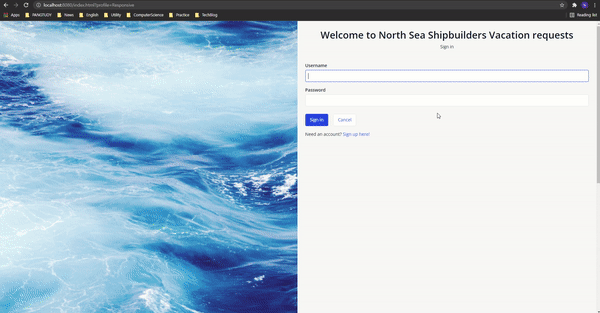 localhost:8080/index.html?profile=Responsive
Apps PANOTUDY News English Utility ComputerScience Practice TechBlog Reading list
Welcome to North Sea Shipbuilders Vacation requests
Sign in
Username
Password
Sign in Cancel
Need an account? Sign up here!